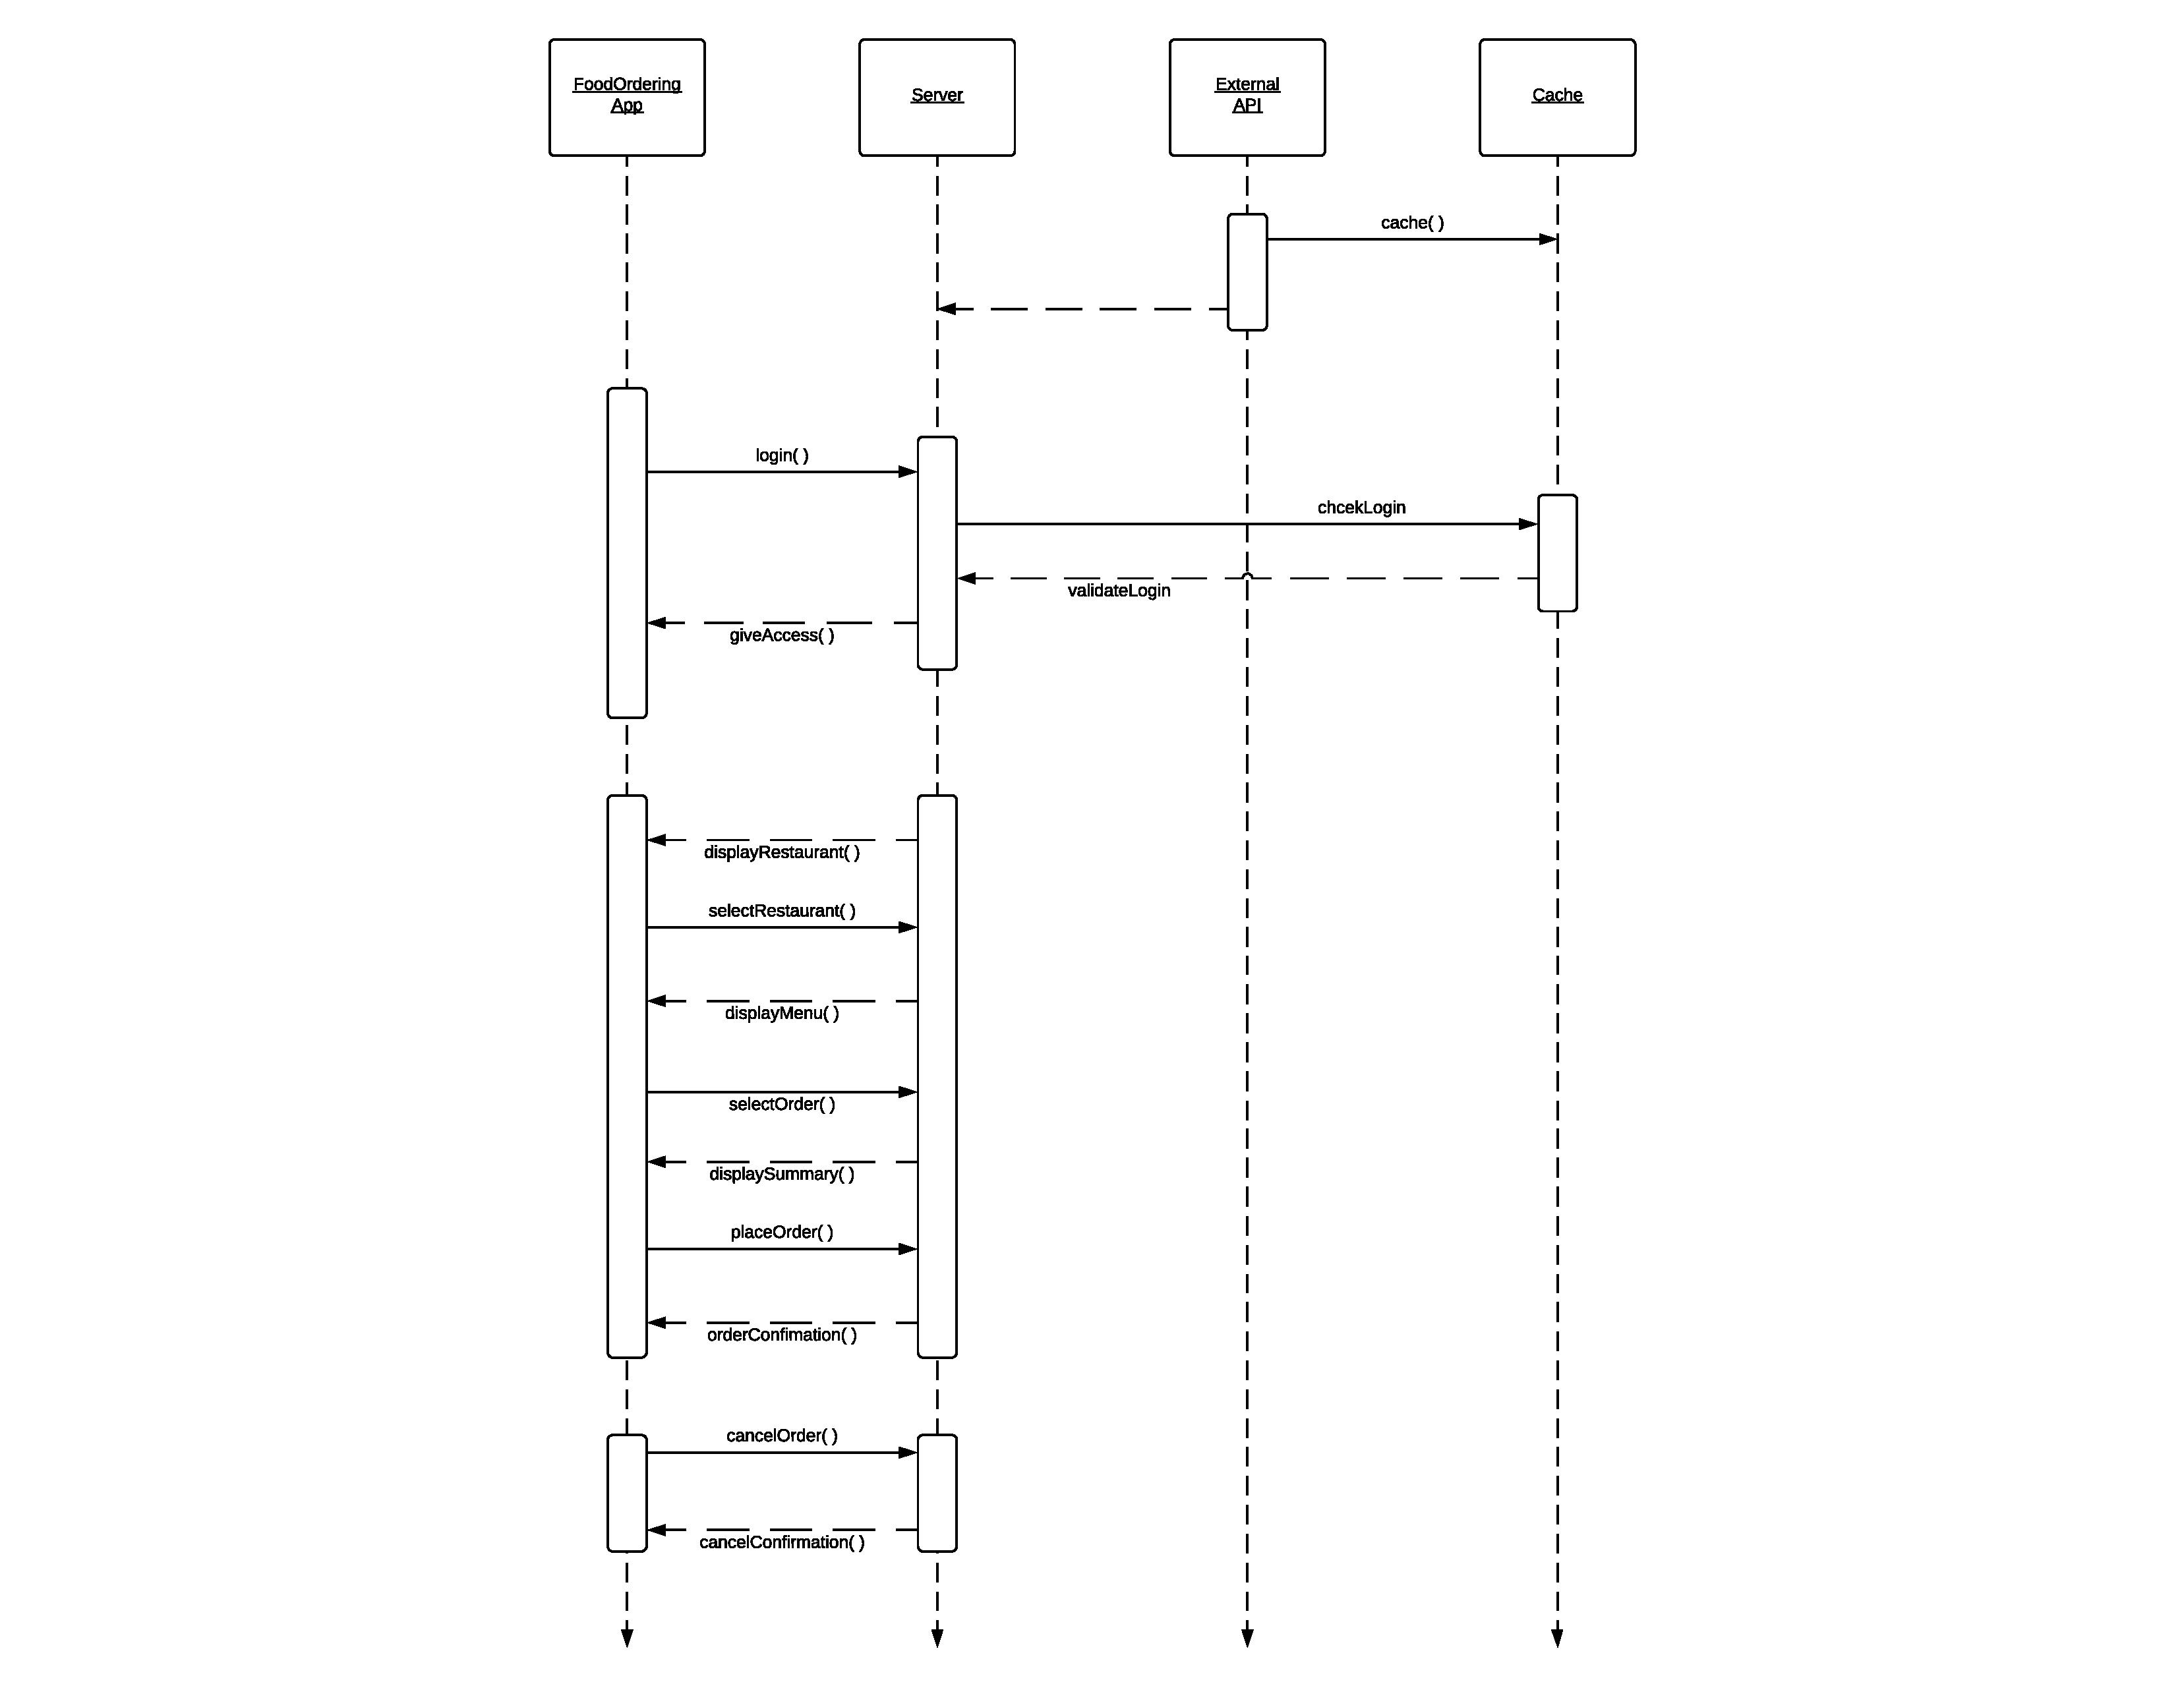 FoodOrdering
App
Server
External
API
Cache
cache( )
login( )
chcekLogin
validateLogin
giveAccess( )
displayRestaurant( )
selectRestaurant( )
displayMenu( )
selectOrder( )
displaySummary( )
placeOrder( )
orderConfimation( )
cancelOrder( )
cancelConfirmation( )